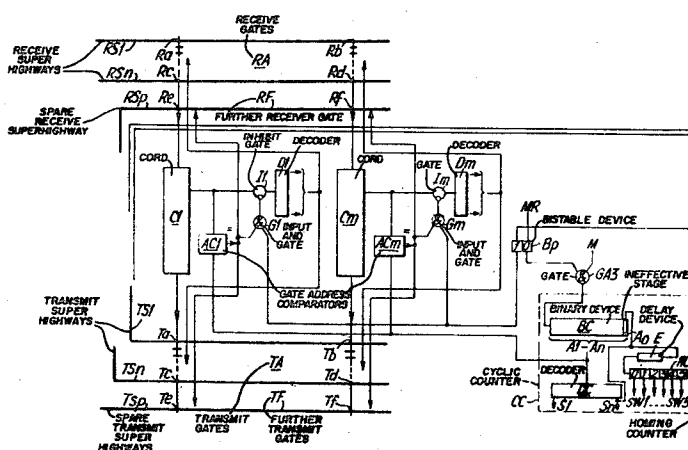 RECEIVE
GATES
RECEIVE
SUPER
HIGHWAYS
RS1
Ra
RA
Rb
RSn
Rc
Rd
SPARE
RECEIVE
SUPERHIGHWAY
RSp
Re
RF
Rf
FURTHER RECEIVER GATE
INHIBIT
GATE
D1
DECODER
CORD
I1
C1
G1
INPUT
AND
GATE
AC1
=
CORD
GATE
Im
DECODER
Dm
Cm
Gm
INPUT
AND
GATE
ACm
=
GATE ADDRESS
COMPARATORS
MR
BISTABLE DEVICE
Bp
M
GATE
GA3
INEFFECTIVE
STAGE
BINARY DEVICE
BC
DELAY
DEVICE
Ao
E
A1-An
CYCLIC
COUNTER
CC
DECODER
S1
Sn
SW1
HOMING
COUNTER
TRANSMIT
SUPER
HIGHWAYS
TS1
Ta
Tb
TSn
Tc
TA
Td
TSp
Te
TF
Tf
SPARE
TRANSMIT
SUPER
HIGHWAYS
TRANSMIT
GATES
FURTHER
TRANSMIT
GATES